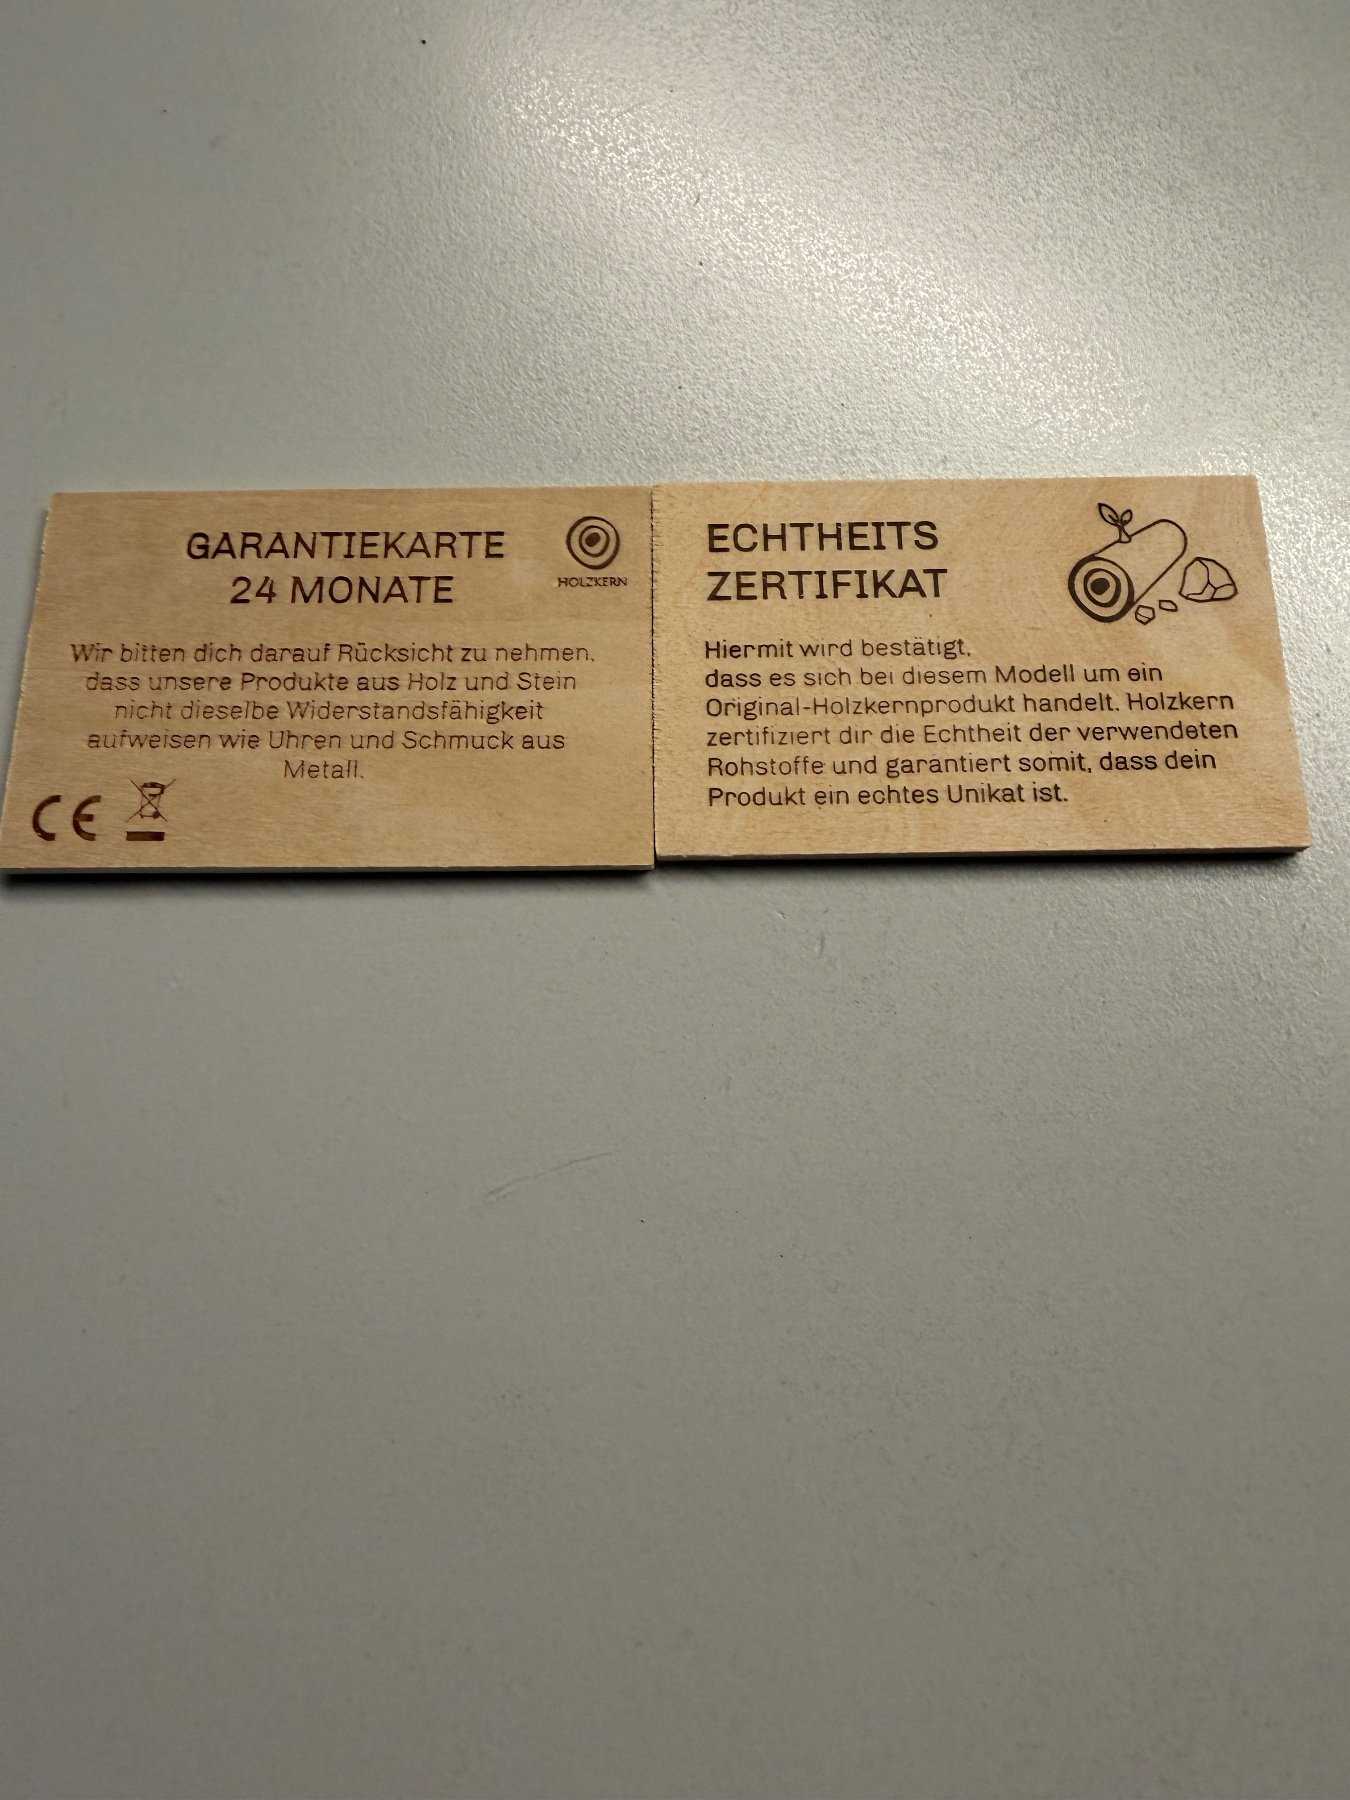 GARANTIEKARTE
24 MONATE
HOLZKERN
Wir bitten dich darauf Rücksicht zu nehmen,
dass unsere Produkte aus Holz und Stein
nicht dieselbe Widerstandsfähigkeit
aufweisen wie Uhren und Schmuck aus
Metall.
CE
ECHTHEITS
ZERTIFIKAT
Hiermit wird bestätigt,
dass es sich bei diesem Modell um ein
Original-Holzkernprodukt handelt. Holzkern
zertifiziert dir die Echtheit der verwendeten
Rohstoffe und garantiert somit, dass dein
Produkt ein echtes Unikat ist.